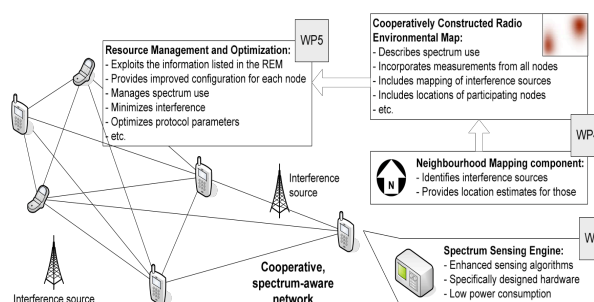 Resource Management and Optimization:
- Exploits the information listed in the REM
- Provides improved configuration for each node
- Manages spectrum use
- Minimizes interference
- Optimizes protocol parameters
- etc.
WP5
Cooperatively Constructed Radio
Environmental Map:
- Describes spectrum use
- Incorporates measurements from all nodes
- Includes mapping of interference sources
- Includes locations of participating nodes
- etc.
WP4
N
Neighbourhood Mapping component:
- Identifies interference sources
- Provides location estimates for those
Interference
source
Spectrum Sensing Engine:
- Enhanced sensing algorithms
- Specifically designed hardware
- Low power consumption
Cooperative,
spectrum-aware
network
Interference source